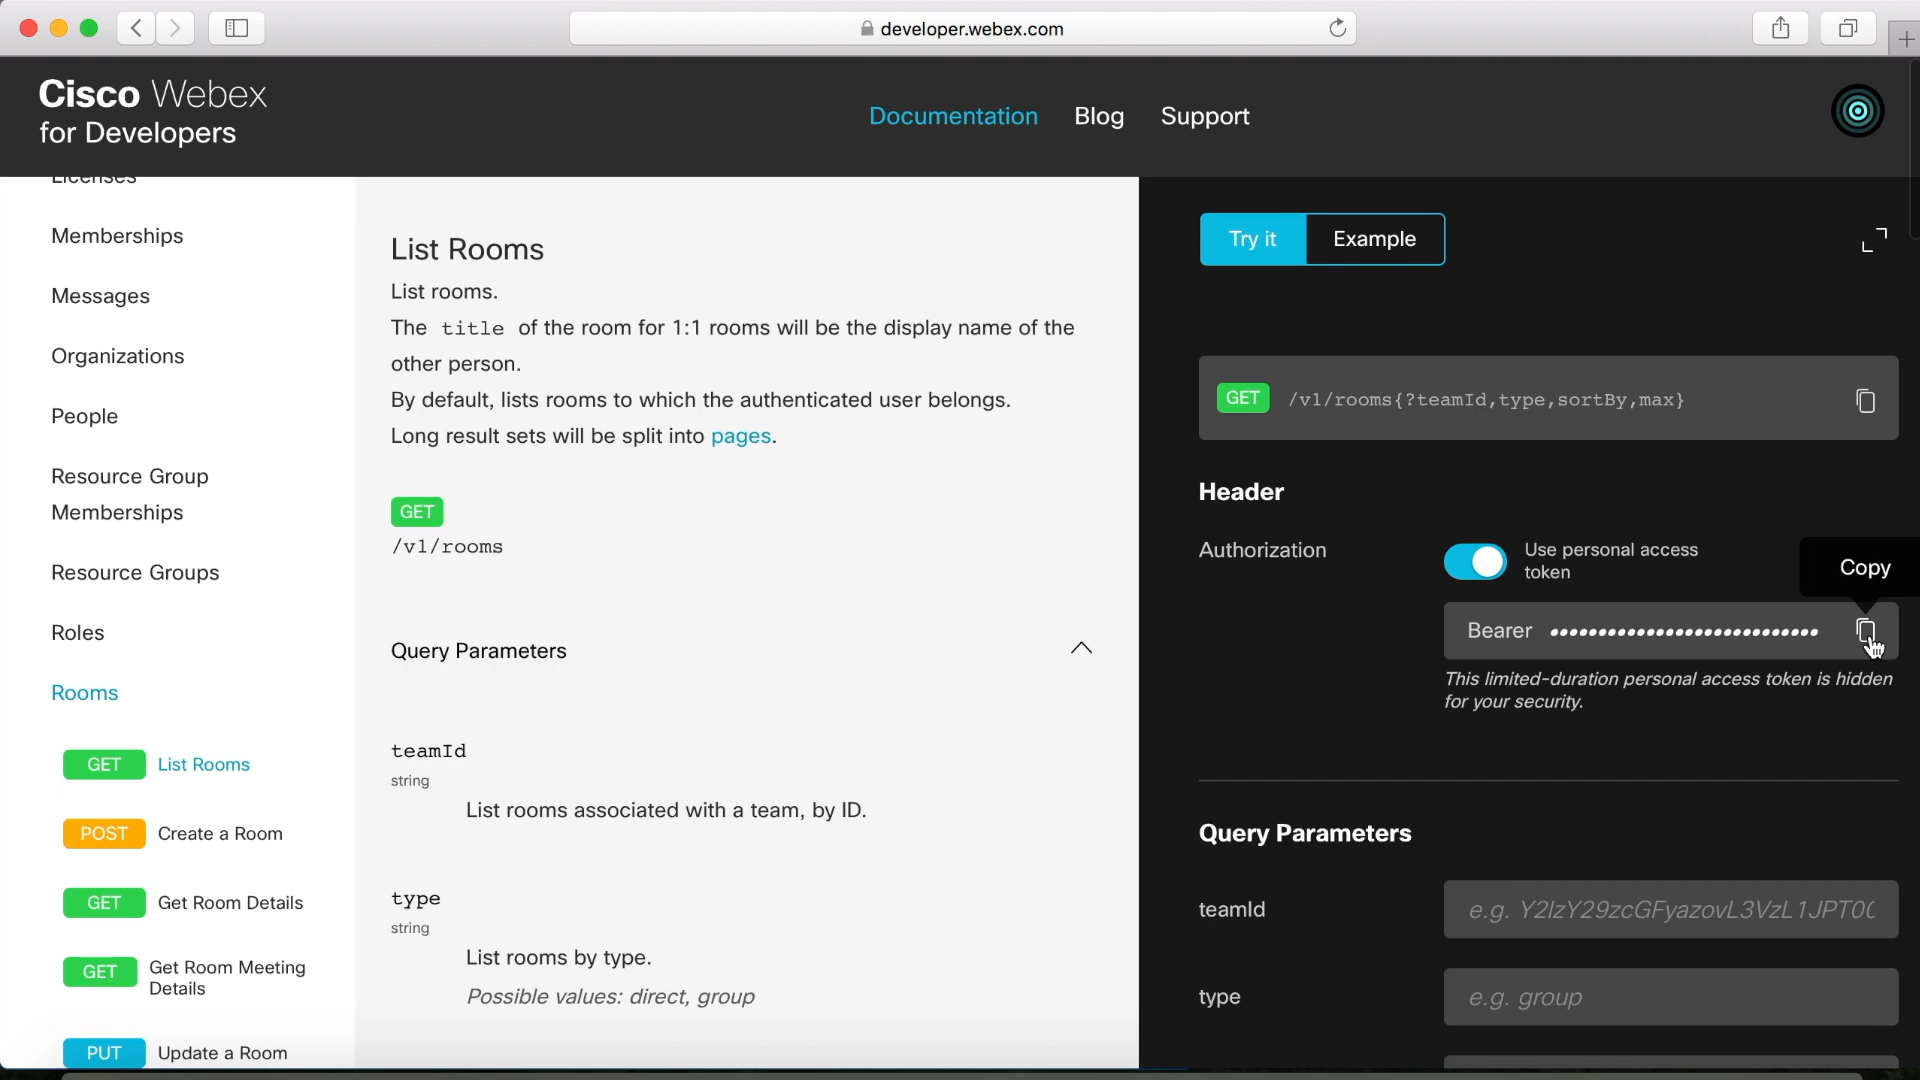 developer.webex.com
Cisco Webex
for Developers
Documentation
Blog
Support
Licenses
Memberships
Messages
Organizations
People
Resource Group
Memberships
Resource Groups
Roles
Rooms
GET List Rooms
POST Create a Room
GET Get Room Details
GET Get Room Meeting
Details
PUT Update a Room
List Rooms
List rooms.
The title of the room for 1:1 rooms will be the display name of the
other person.
By default, lists rooms to which the authenticated user belongs.
Long result sets will be split into pages.
GET
/v1/rooms
Query Parameters
teamId
string
List rooms associated with a team, by ID.
type
string
List rooms by type.
Possible values: direct, group
Try it
Example
GET /v1/rooms{?teamId,type,sortBy,max}
Header
Authorization
Use personal access
token
Copy
Bearer ••••••••••••••••••••••••••••
This limited-duration personal access token is hidden
for your security.
Query Parameters
teamId
e.g. Y2lzY29zcGFyazovL3VzL1JPT0
type
e.g. group